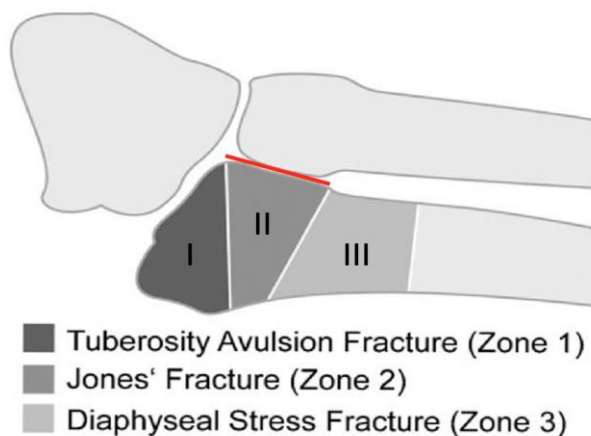 I II III
Tuberosity Avulsion Fracture (Zone 1)
Jones‘ Fracture (Zone 2)
Diaphyseal Stress Fracture (Zone 3)